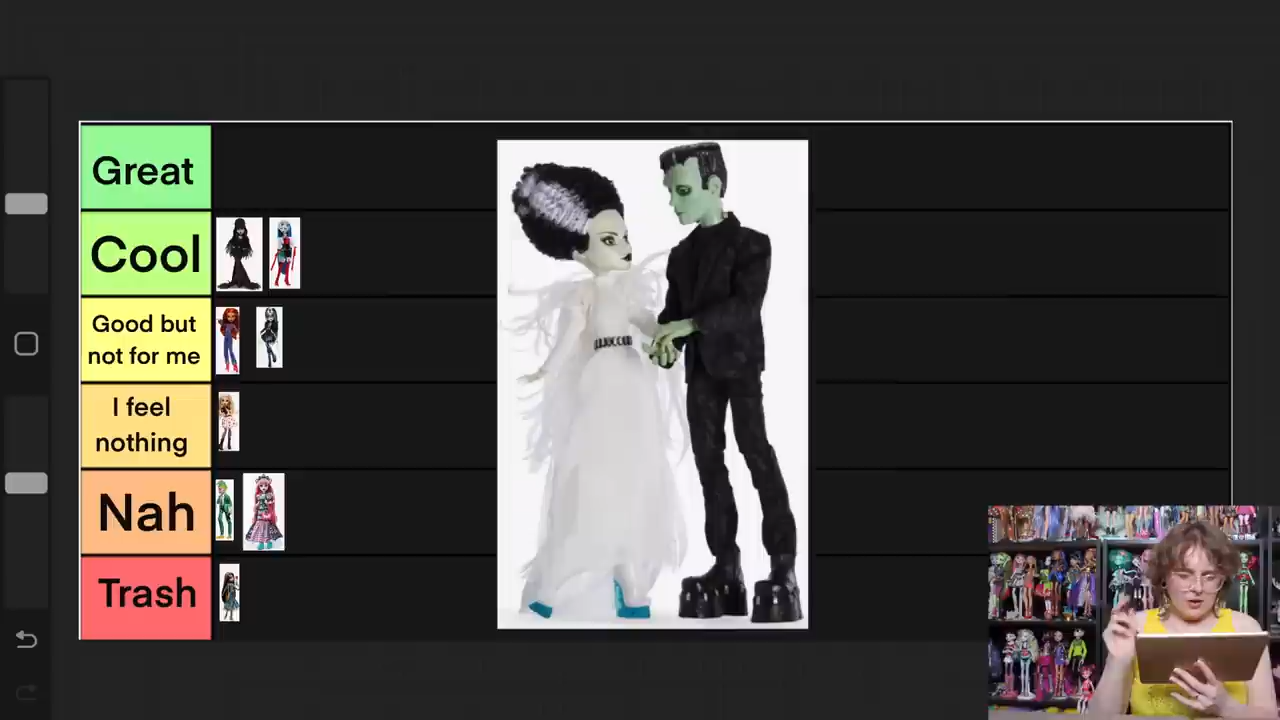 Great
Cool
Good but
not for me
I feel
nothing
Nah
Trash